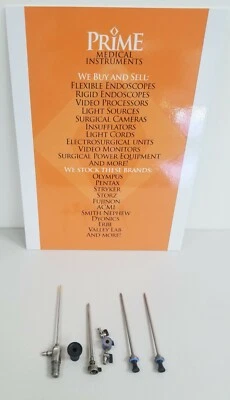 PRIME
MEDICAL
INSTRUMENTS
WE BUY AND SELL:
FLEXIBLE ENDOSCOPES
RIGID ENDOSCOPES
VIDEO PROCESSORS
LIGHT SOURCES
SURGICAL CAMERAS
INSUFFLATORS
LIGHT CORDS
ELECTROSURGICAL UNITS
VIDEO MONITORS
SURGICAL POWER EQUIPMENT
AND MORE!
WE STOCK THESE BRANDS:
OLYMPUS
PENTAX
STRYKER
STORZ
FUJINON
ACMI
SMITH NEPHEW
DYONICS
ERBE
VALLEY LAB
AND MORE!